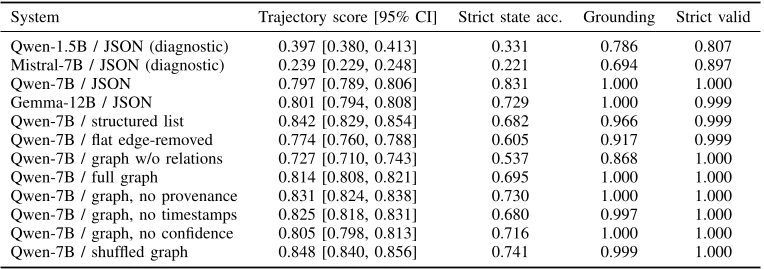 System Trajectory score [95% CI] Strict state acc. Grounding Strict valid
Qwen-1.5B / JSON (diagnostic) 0.397 [0.380, 0.413] 0.331 0.786 0.807
Mistral-7B / JSON (diagnostic) 0.239 [0.229, 0.248] 0.221 0.694 0.897
Qwen-7B / JSON 0.797 [0.789, 0.806] 0.831 1.000 1.000
Gemma-12B / JSON 0.801 [0.794, 0.808] 0.729 1.000 0.999
Qwen-7B / structured list 0.842 [0.829, 0.854] 0.682 0.966 0.999
Qwen-7B / flat edge-removed 0.774 [0.760, 0.788] 0.605 0.917 0.999
Qwen-7B / graph w/o relations 0.727 [0.710, 0.743] 0.537 0.868 1.000
Qwen-7B / full graph 0.814 [0.808, 0.821] 0.695 1.000 1.000
Qwen-7B / graph, no provenance 0.831 [0.824, 0.838] 0.730 1.000 1.000
Qwen-7B / graph, no timestamps 0.825 [0.818, 0.831] 0.680 0.997 1.000
Qwen-7B / graph, no confidence 0.805 [0.798, 0.813] 0.716 1.000 1.000
Qwen-7B / shuffled graph 0.848 [0.840, 0.856] 0.741 0.999 1.000